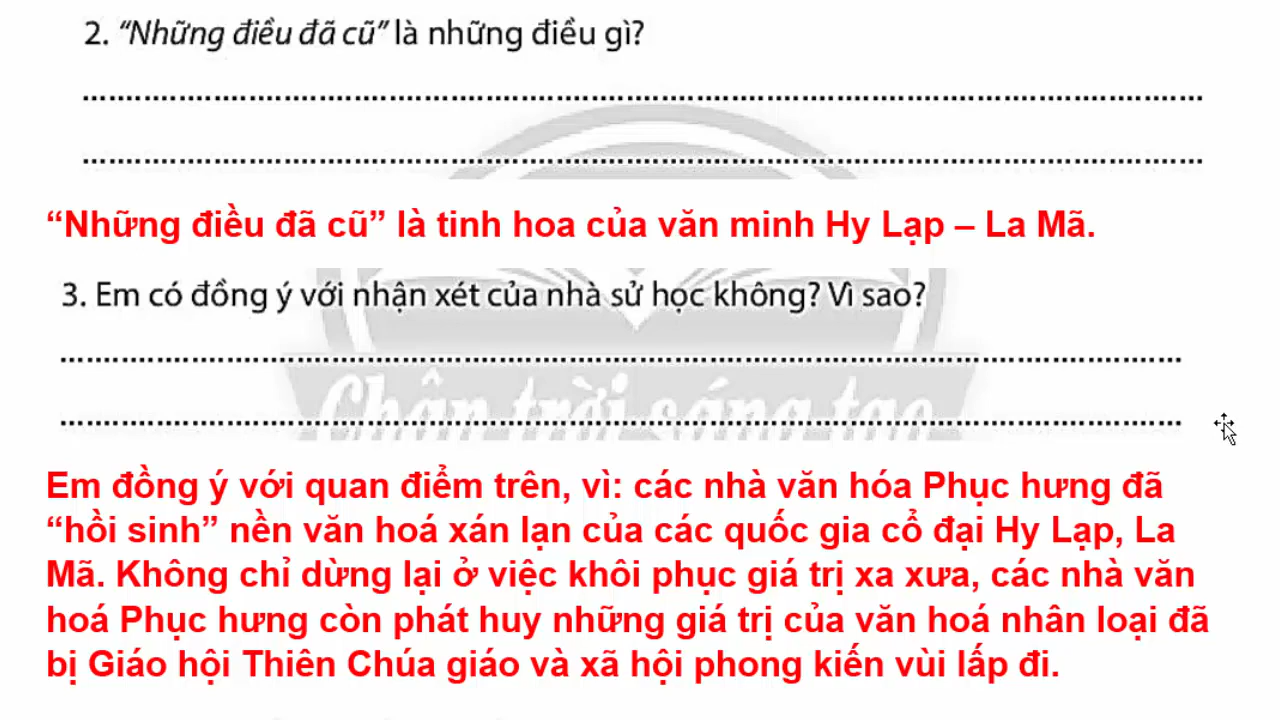 2. “Những điều đã cũ” là những điều gì?
“Những điều đã cũ” là tinh hoa của văn minh Hy Lạp – La Mã.
3. Em có đồng ý với nhận xét của nhà sử học không? Vì sao?
Chân trời sáng tạo
Em đồng ý với quan điểm trên, vì: các nhà văn hóa Phục hưng đã
“hồi sinh” nền văn hoá xán lạn của các quốc gia cổ đại Hy Lạp, La
Mã. Không chỉ dừng lại ở việc khôi phục giá trị xa xưa, các nhà văn
hoá Phục hưng còn phát huy những giá trị của văn hoá nhân loại đã
bị Giáo hội Thiên Chúa giáo và xã hội phong kiến vùi lấp đi.